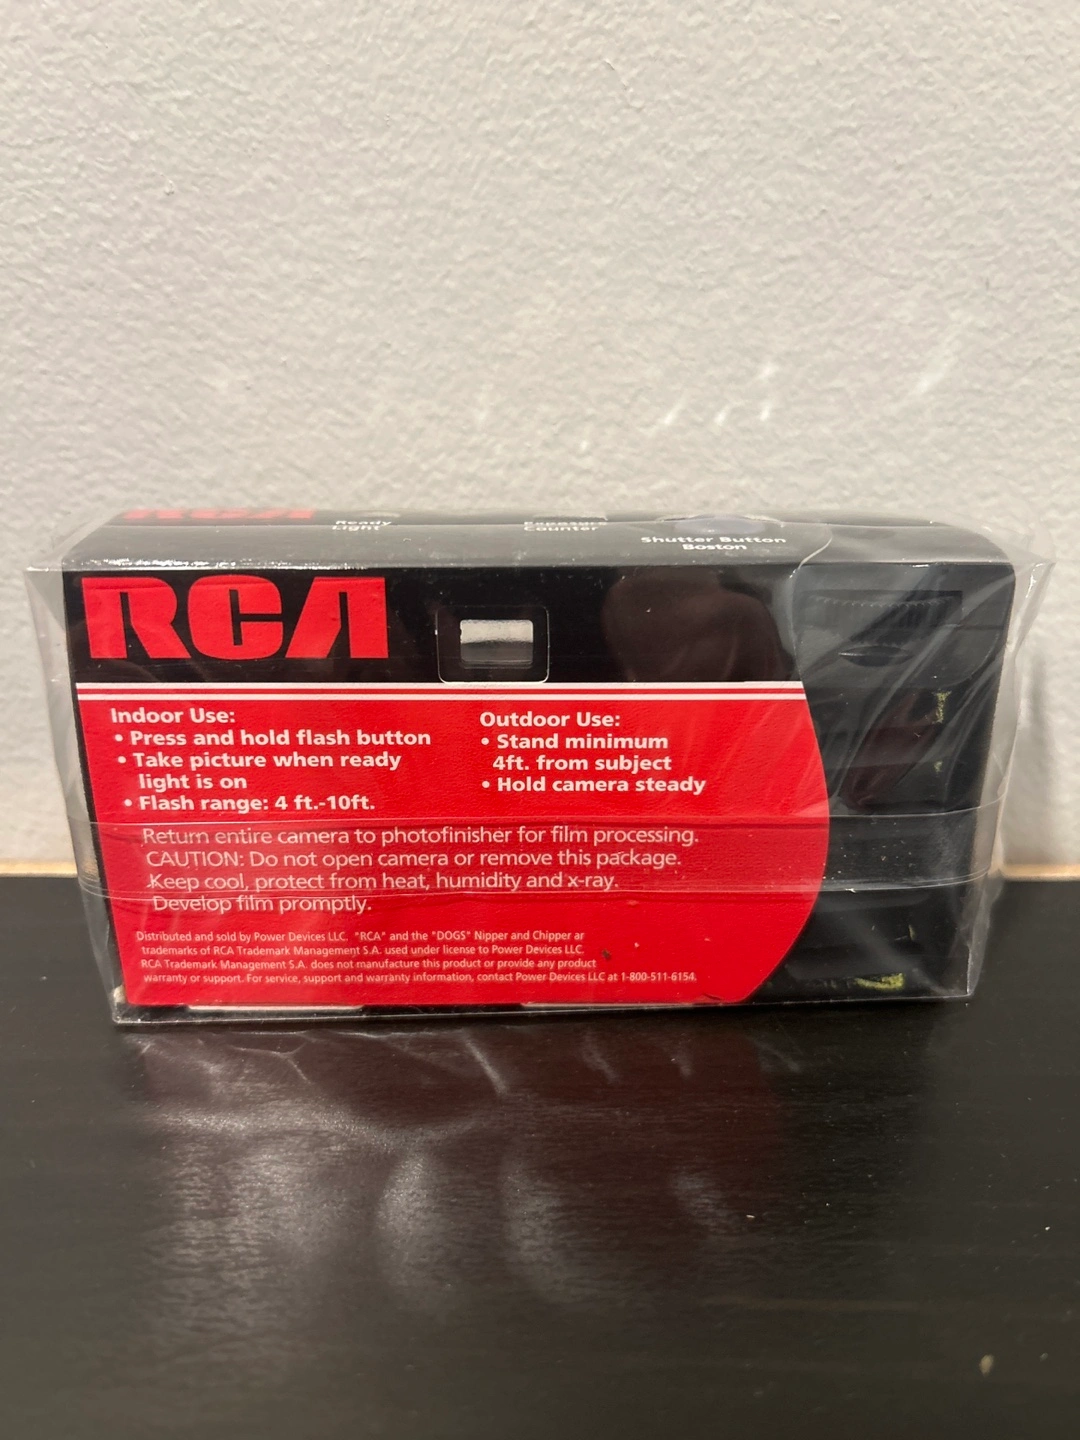 RCA
Ready
Light
Exposure
Counter
Shutter Button
Boston
RCA
Indoor Use:
• Press and hold flash button
• Take picture when ready
light is on
• Flash range: 4 ft.-10ft.
Outdoor Use:
• Stand minimum
4ft. from subject
• Hold camera steady
Return entire camera to photofinisher for film processing.
CAUTION: Do not open camera or remove this package.
Keep cool, protect from heat, humidity and x-ray.
Develop film promptly.
Distributed and sold by Power Devices LLC. "RCA" and the "DOGS" Nipper and Chipper ar
trademarks of RCA Trademark Management S.A. used under license to Power Devices LLC.
RCA Trademark Management S.A. does not manufacture this product or provide any product
warranty or support. For service, support and warranty information, contact Power Devices LLC at 1-800-511-6154.